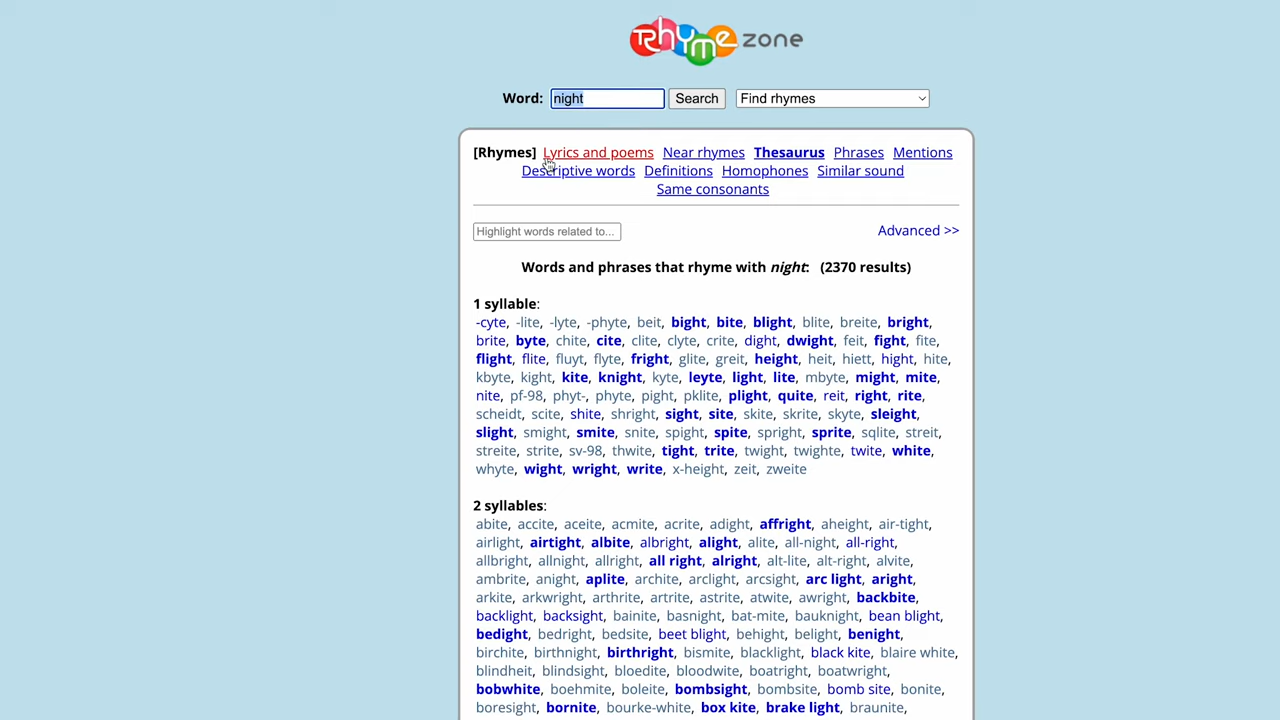 RhymeZone
Word: night Search Find rhymes
[Rhymes] Lyrics and poems Near rhymes Thesaurus Phrases Mentions
Descriptive words Definitions Homophones Similar sound
Same consonants
Highlight words related to... Advanced >>
Words and phrases that rhyme with night: (2370 results)
1 syllable:
-cyte, -lite, -lyte, -phyte, beit, bight, bite, blight, blite, breite, bright,
brite, byte, chite, cite, clite, clyte, crite, dight, dwight, feit, fight, fite,
flight, flite, fluyt, flyte, fright, glite, greit, height, heit, hiett, hight, hite,
kbyte, kight, kite, knight, kyte, leyte, light, lite, mbyte, might, mite,
nite, pf-98, phyt-, phyte, pight, pklite, plight, quite, reit, right, rite,
scheidt, scite, shite, shright, sight, site, skite, skrite, skyte, sleight,
slight, smight, smite, snite, spight, spite, spright, sprite, sqlite, streit,
streite, strite, sv-98, thwite, tight, trite, twight, twighte, twite, white,
whyte, wight, wright, write, x-height, zeit, zweite
2 syllables:
abite, accite, aceite, acmite, acrite, adight, affright, aheight, air-tight,
airlight, airtight, albite, albright, alight, alite, all-night, all-right,
allbright, allnight, allright, all right, alright, alt-lite, alt-right, alvite,
ambrite, anight, aplite, archite, arclight, arcsight, arc light, aright,
arkite, arkwright, arthrite, artrite, astrite, atwite, awright, backbite,
backlight, backsight, bainite, basnight, bat-mite, bauknight, bean blight,
bedight, bedright, bedsite, beet blight, behight, belight, benight,
birchite, birthnight, birthright, bismite, blacklight, black kite, blaire white,
blindheit, blindsight, bloedite, bloodwite, boatright, boatwright,
bobwhite, boehmite, boleite, bombsight, bombsite, bomb site, bonite,
boresight, bornite, bourke-white, box kite, brake light, braunite,